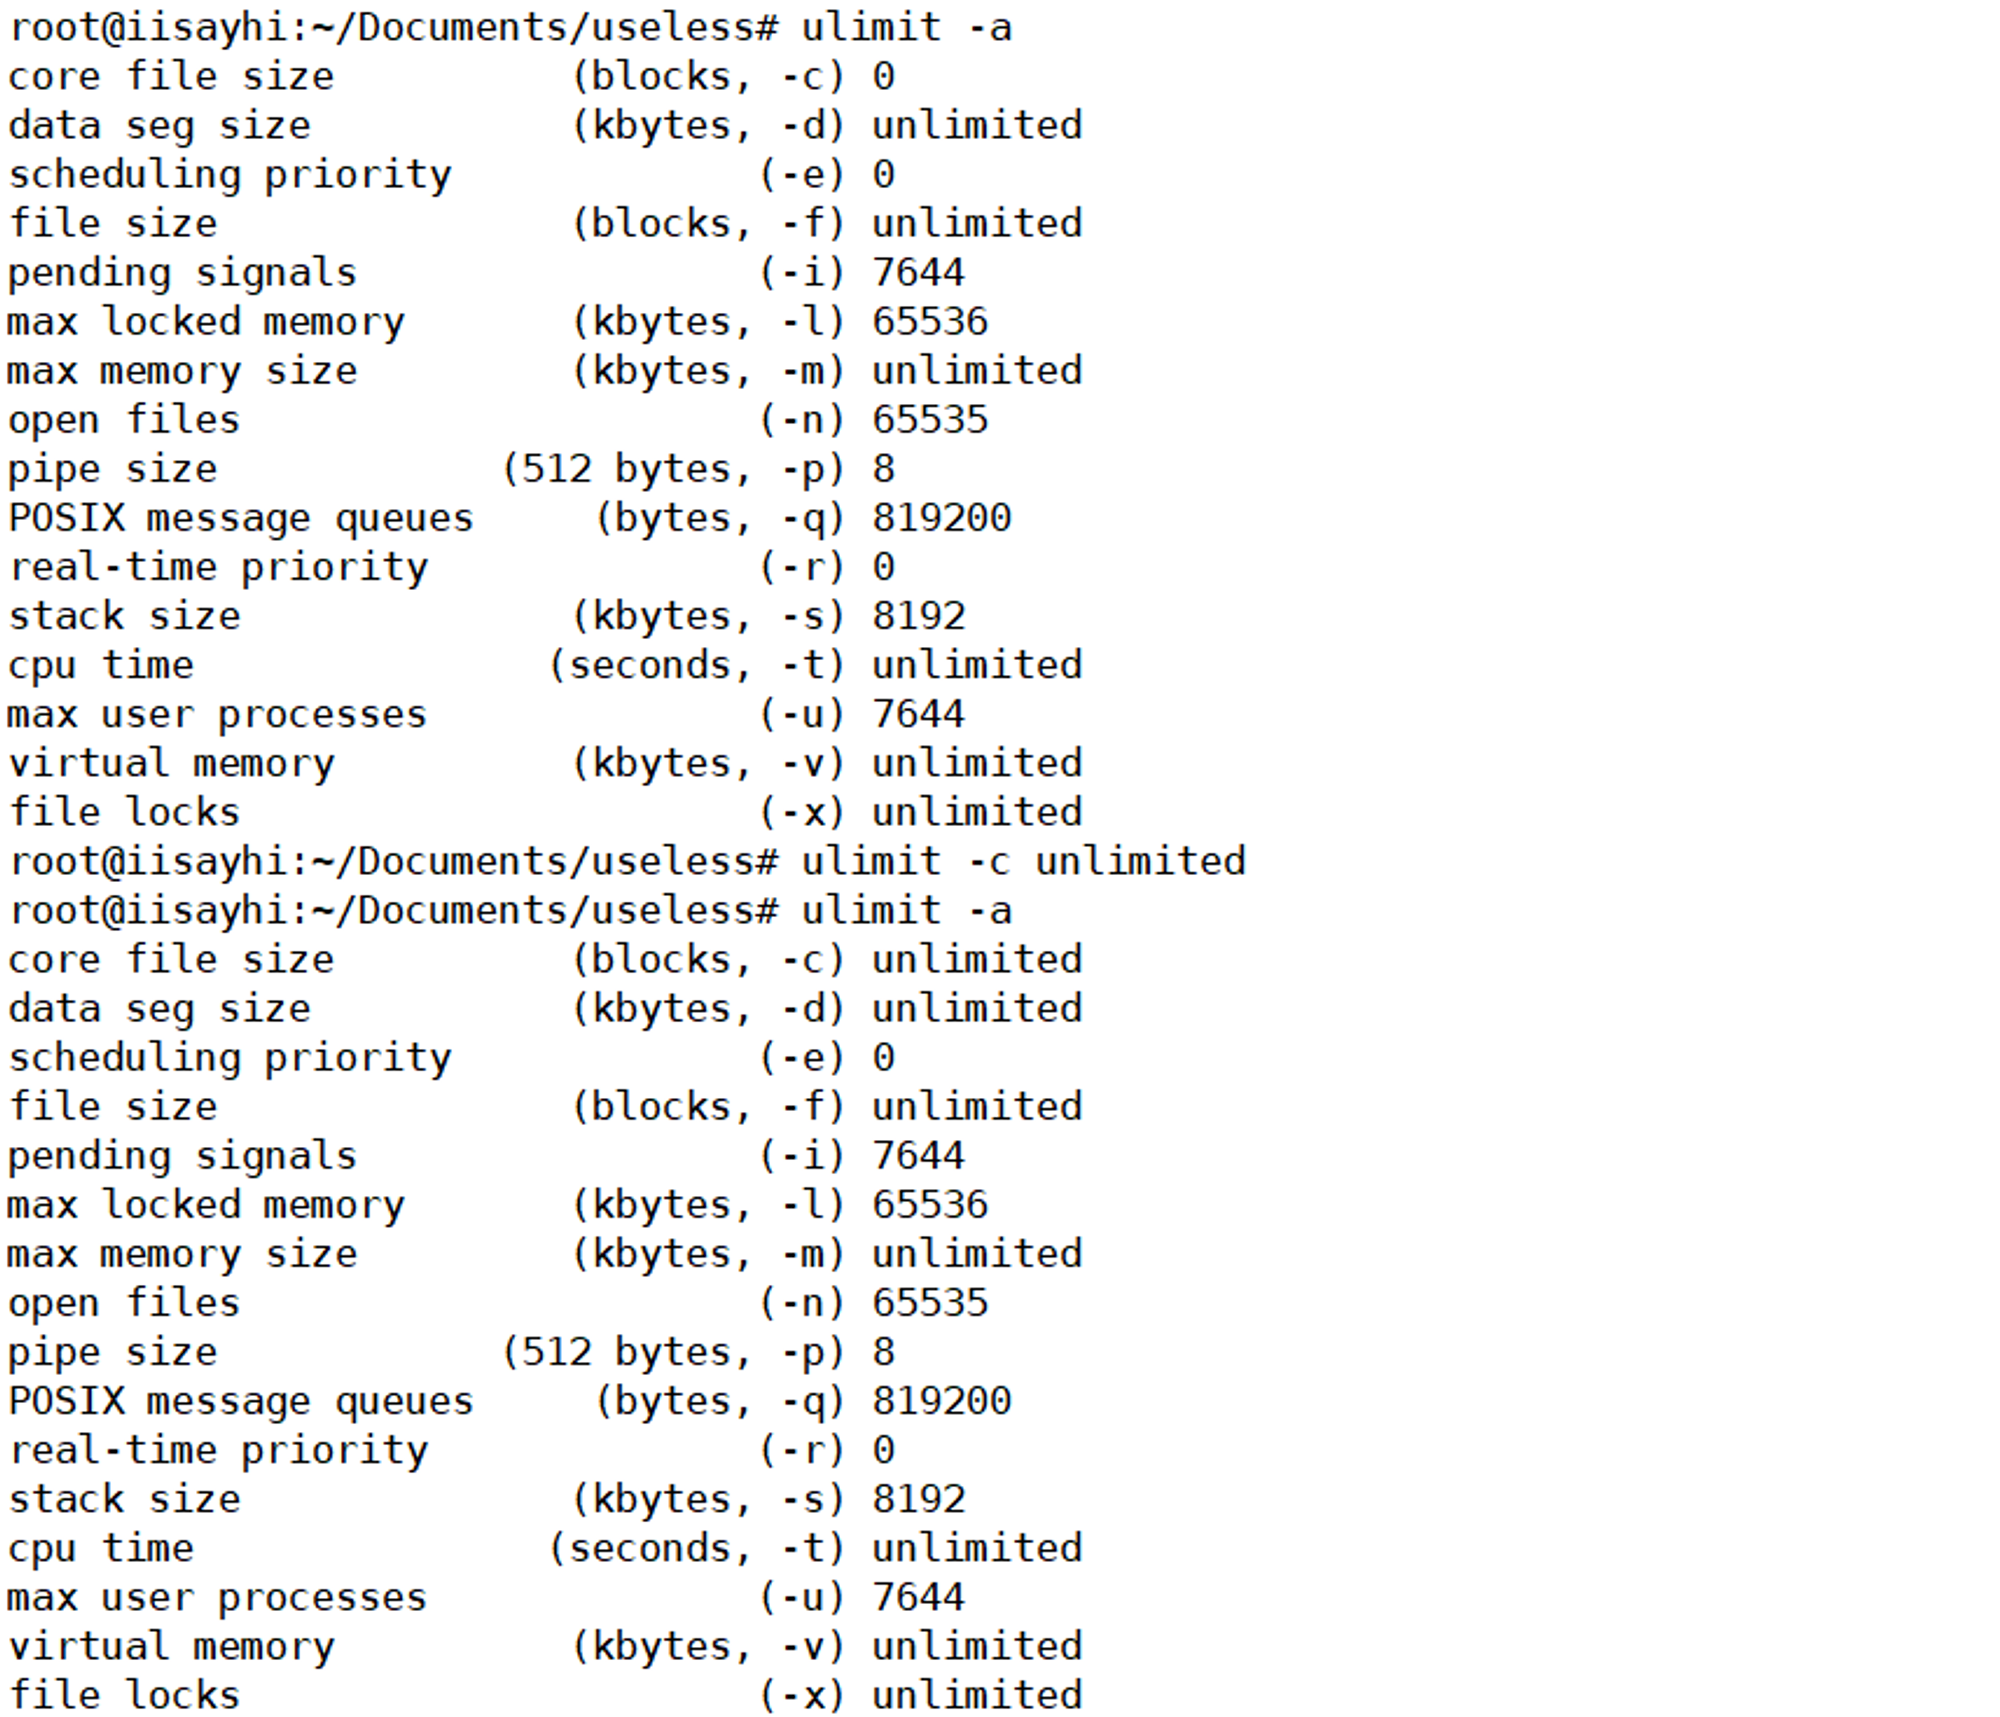 root@iisayhi:~/Documents/useless# ulimit -a
core file size          (blocks, -c) 0
data seg size           (kbytes, -d) unlimited
scheduling priority             (-e) 0
file size               (blocks, -f) unlimited
pending signals                 (-i) 7644
max locked memory       (kbytes, -l) 65536
max memory size         (kbytes, -m) unlimited
open files                      (-n) 65535
pipe size            (512 bytes, -p) 8
POSIX message queues     (bytes, -q) 819200
real-time priority              (-r) 0
stack size              (kbytes, -s) 8192
cpu time               (seconds, -t) unlimited
max user processes              (-u) 7644
virtual memory          (kbytes, -v) unlimited
file locks                      (-x) unlimited
root@iisayhi:~/Documents/useless# ulimit -c unlimited
root@iisayhi:~/Documents/useless# ulimit -a
core file size          (blocks, -c) unlimited
data seg size           (kbytes, -d) unlimited
scheduling priority             (-e) 0
file size               (blocks, -f) unlimited
pending signals                 (-i) 7644
max locked memory       (kbytes, -l) 65536
max memory size         (kbytes, -m) unlimited
open files                      (-n) 65535
pipe size            (512 bytes, -p) 8
POSIX message queues     (bytes, -q) 819200
real-time priority              (-r) 0
stack size              (kbytes, -s) 8192
cpu time               (seconds, -t) unlimited
max user processes              (-u) 7644
virtual memory          (kbytes, -v) unlimited
file locks                      (-x) unlimited